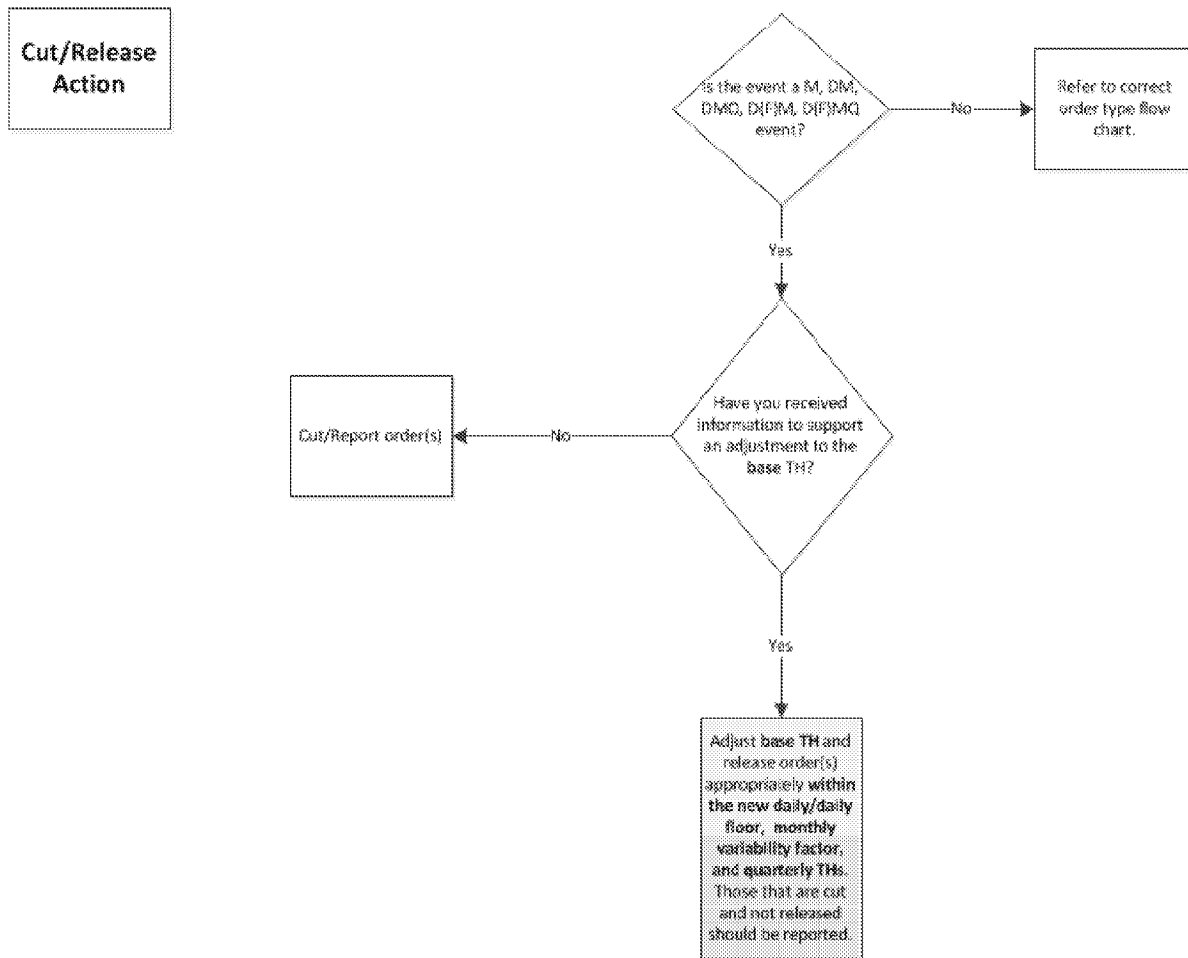 Cut/Release
Action
Is the event a M, DM,
DMQ, D(F)M, D(F)MQ
event?
No
Refer to correct
order type flow
chart.
Yes
Have you received
information to support
an adjustment to the
base TH?
No
Cut/Report order(s)
Yes
Adjust base TH and
release order(s)
appropriately within
the new daily/daily
floor, monthly
variability factor,
and quarterly THs.
Those that are cut
and not released
should be reported.